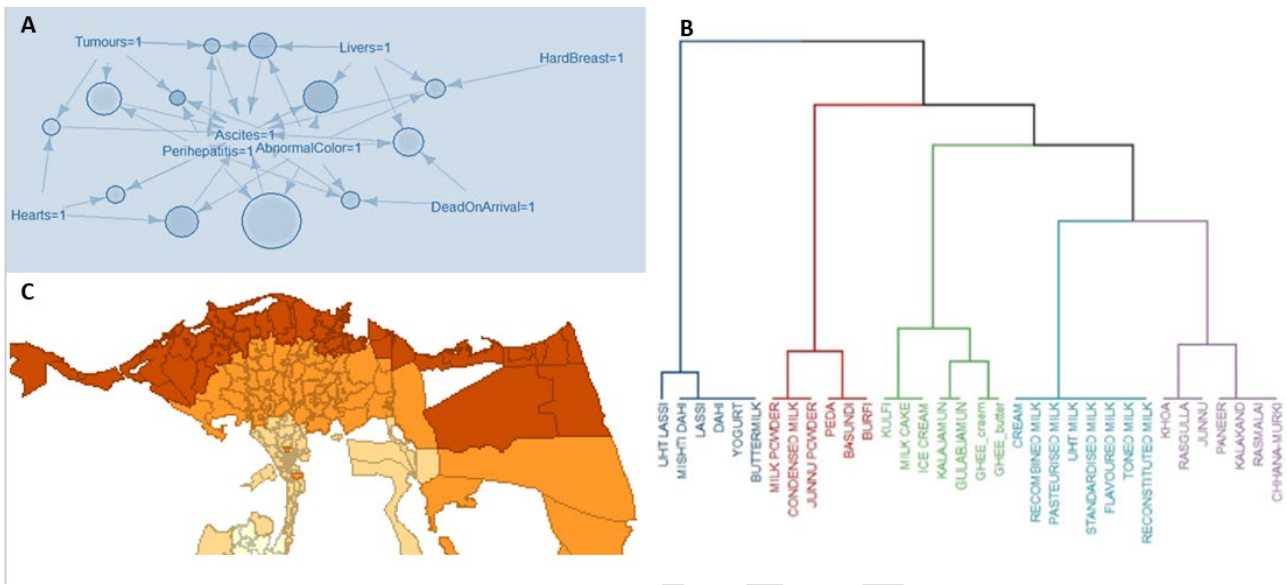 A
Tumours=1
Livers=1
HardBreast=1
Ascites=1
Perihepatitis=1
AbnormalColor=1
Hearts=1
DeadOnArrival=1
B
UHT LASSI
MISHTI DAHI
LASSI
DAHI
YOGURT
BUTTERMILK
MILK POWDER
CONDENSED MILK
JUNNU POWDER
PEDA
BASUNDI
BURFI
KULFI
MILK CAKE
ICE CREAM
KALAJAMUN
GULABJAMUN
GHEE_cream
GHEE_butter
CREAM
RECOMBINED MILK
PASTEURISED MILK
UHT MILK
STANDARDISED MILK
FLAVOURED MILK
TONED MILK
RECONSTITUTED MILK
KHOA
RASGULLA
JUNNU
PANEER
KALAKAND
RASMALAI
CHHANA-MURKI
C